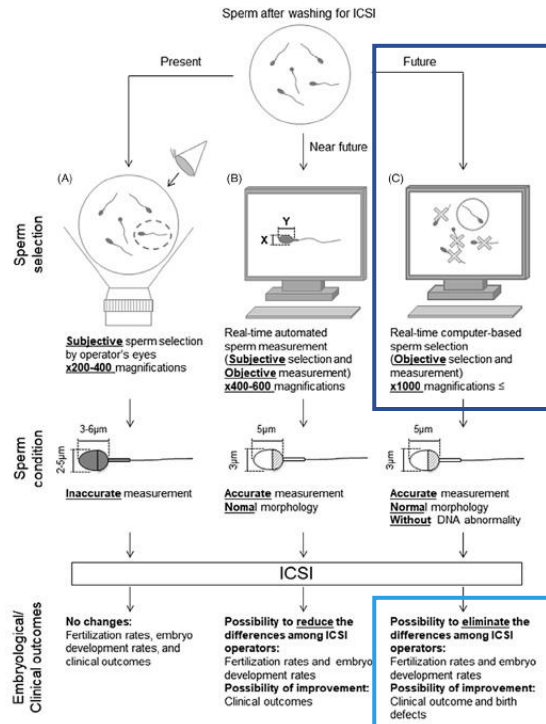 Sperm after washing for ICSI
Present
Future
Near future
(A)
(B)
(C)
Y
X
Sperm
selection
Subjective sperm selection
by operator's eyes
x200-400 magnifications
Real-time automated
sperm measurement
(Subjective selection and
Objective measurement)
x400-600 magnifications
Real-time computer-based
sperm selection
(Objective selection and
measurement)
x1000 magnifications ≤
Sperm
condition
3-6µm
2-5µm
5µm
3µm
5µm
3µm
Inaccurate measurement
Accurate measurement
Nomal morphology
Accurate measurement
Normal morphology
Without DNA abnormality
ICSI
Embryological/
Clinical outcomes
No changes:
Fertilization rates, embryo
development rates, and
clinical outcomes
Possibility to reduce the
differences among ICSI
operators:
Fertilization rates and embryo
development rates
Possibility of improvement:
Clinical outcomes
Possibility to eliminate the
differences among ICSI
operators:
Fertilization rates and embryo
development rates
Possibility of improvement:
Clinical outcome and birth
defects